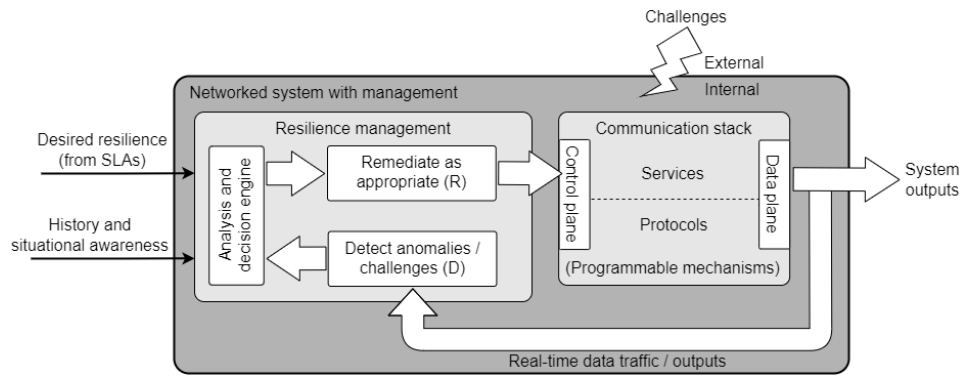 Challenges
External
Internal
Networked system with management
Desired resilience
(from SLAs)
History and
situational awareness
Resilience management
Analysis and
decision engine
Remediate as
appropriate (R)
Detect anomalies /
challenges (D)
Communication stack
Control plane
Services
Protocols
Data plane
(Programmable mechanisms)
System
outputs
Real-time data traffic / outputs